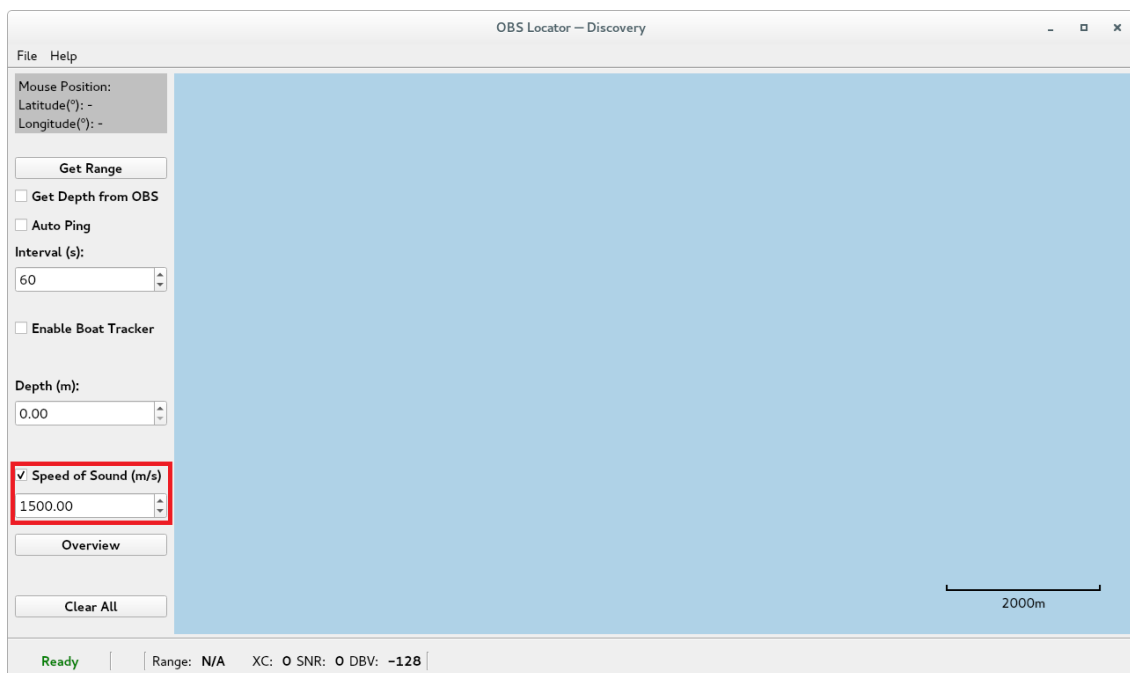 OBS Locator — Discovery
File Help
Mouse Position:
Latitude(°): -
Longitude(°): -
Get Range
Get Depth from OBS
Auto Ping
Interval (s):
60
Enable Boat Tracker
Depth (m):
0.00
Speed of Sound (m/s)
1500.00
Overview
Clear All
2000m
Ready Range: N/A XC: 0 SNR: 0 DBV: -128